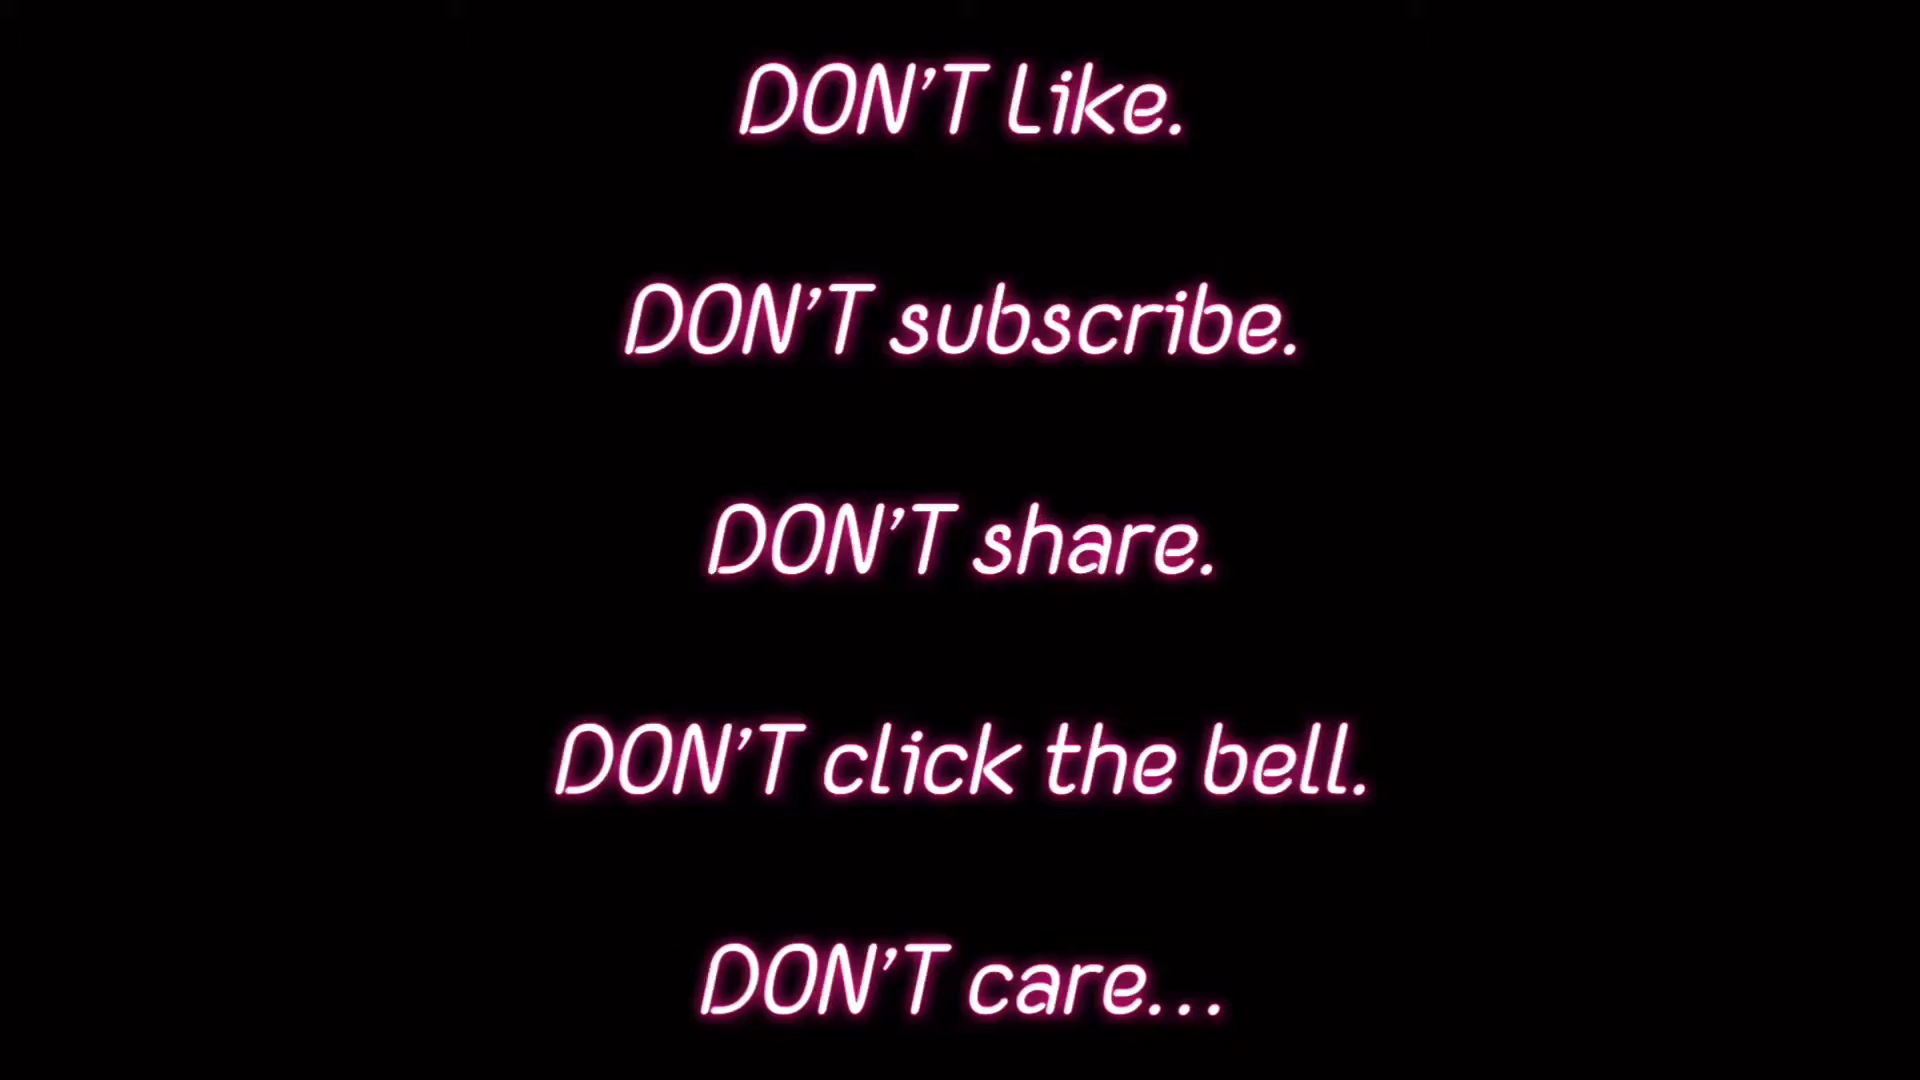 DON’T Like.
DON’T subscribe.
DON’T share.
DON’T click the bell.
DON’T care...